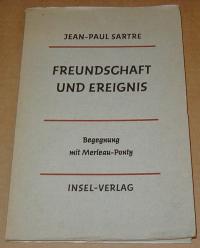 JEAN-PAUL SARTRE
FREUNDSCHAFT
UND EREIGNIS
Begegnung
mit Merleau-Ponty
INSEL-VERLAG